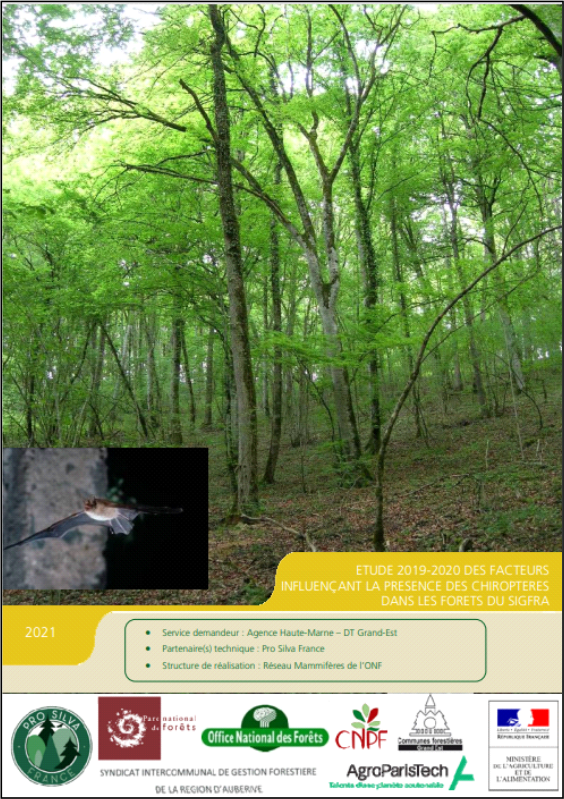 ETUDE 2019-2020 DES FACTEURS
INFLUENÇANT LA PRESENCE DES CHIROPTERES
DANS LES FORETS DU SIGFRA
2021
• Service demandeur : Agence Haute-Marne – DT Grand-Est
• Partenaire(s) technique : Pro Silva France
• Structure de réalisation : Réseau Mammifères de l'ONF
PRO SILVA
FRANCE
Parc national
de forêts
Office National des Forêts
CNPF
Communes forestières
Grand Est
RÉPUBLIQUE FRANÇAISE
MINISTÈRE
DE L'AGRICULTURE
ET DE
L'ALIMENTATION
SYNDICAT INTERCOMMUNAL DE GESTION FORESTIERE
DE LA REGION D'AUBERIVE
AgroParisTech